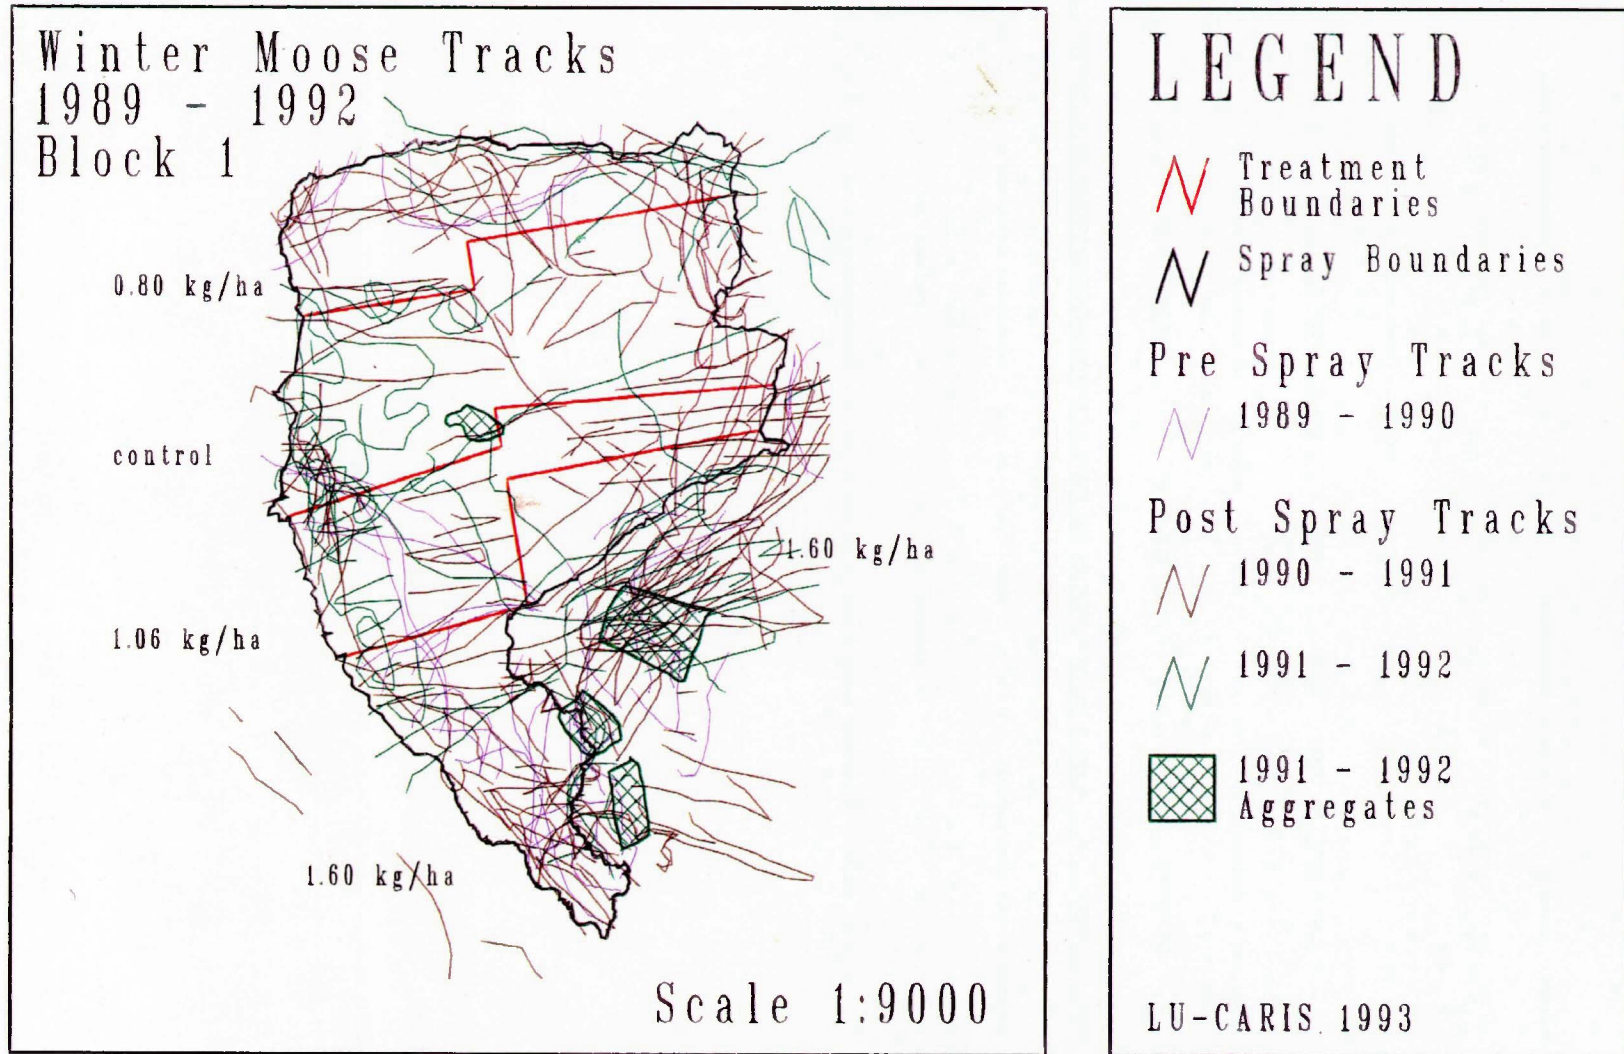 Winter Moose Tracks
1989 - 1992
Block 1
0.80 kg/ha
control
1.60 kg/ha
1.06 kg/ha
1.60 kg/ha
Scale 1:9000
LEGEND
Treatment
Boundaries
Spray Boundaries
Pre Spray Tracks
1989 - 1990
Post Spray Tracks
1990 - 1991
1991 - 1992
1991 - 1992
Aggregates
LU-CARIS. 1993